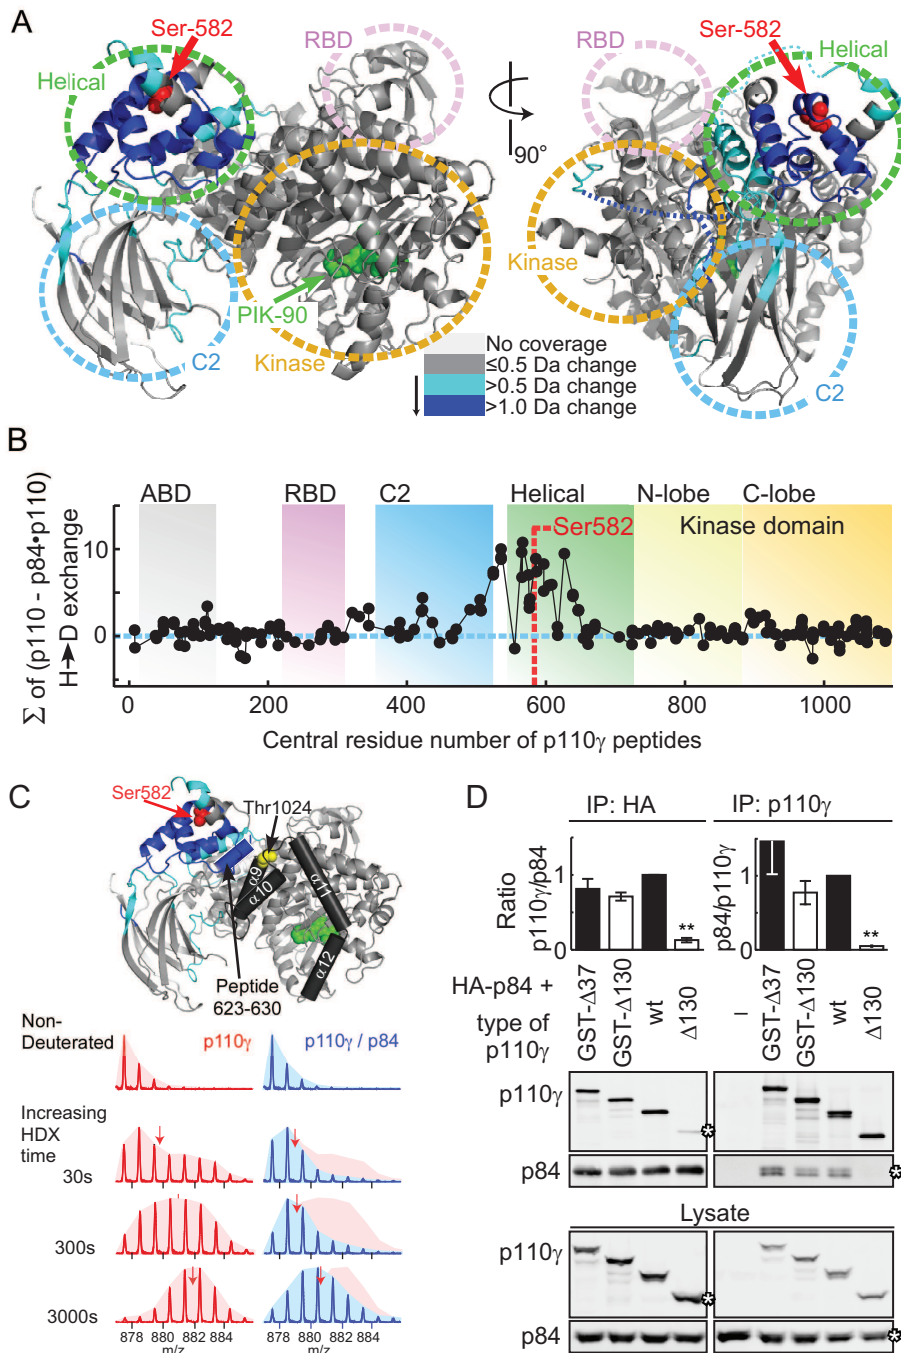 A
Ser-582
Helical
RBD
90°
RBD
Ser-582
Helical
PIK-90
Kinase
C2
Kinase
C2
No coverage
≤0.5 Da change
>0.5 Da change
>1.0 Da change
B
Σ of (p110 - p84•p110)
H→D exchange
ABD
RBD
C2
Helical
N-lobe
C-lobe
Ser582
Kinase domain
10
0
0
200
400
600
800
1000
Central residue number of p110γ peptides
C
Ser582
Thr1024
α9
α10
α11
α12
Peptide
623-630
Non-
Deuterated
p110γ
p110γ / p84
Increasing
HDX
time
30s
300s
3000s
878 880 882 884
m/z
878 880 882 884
m/z
D
IP: HA
IP: p110γ
Ratio
p110γ/p84
1
0
**
p84/p110γ
1
0
**
HA-p84 +
type of
p110γ
GST-Δ37
GST-Δ130
wt
Δ130
–
GST-Δ37
GST-Δ130
wt
Δ130
p110γ
*
p84
*
Lysate
p110γ
*
p84
*